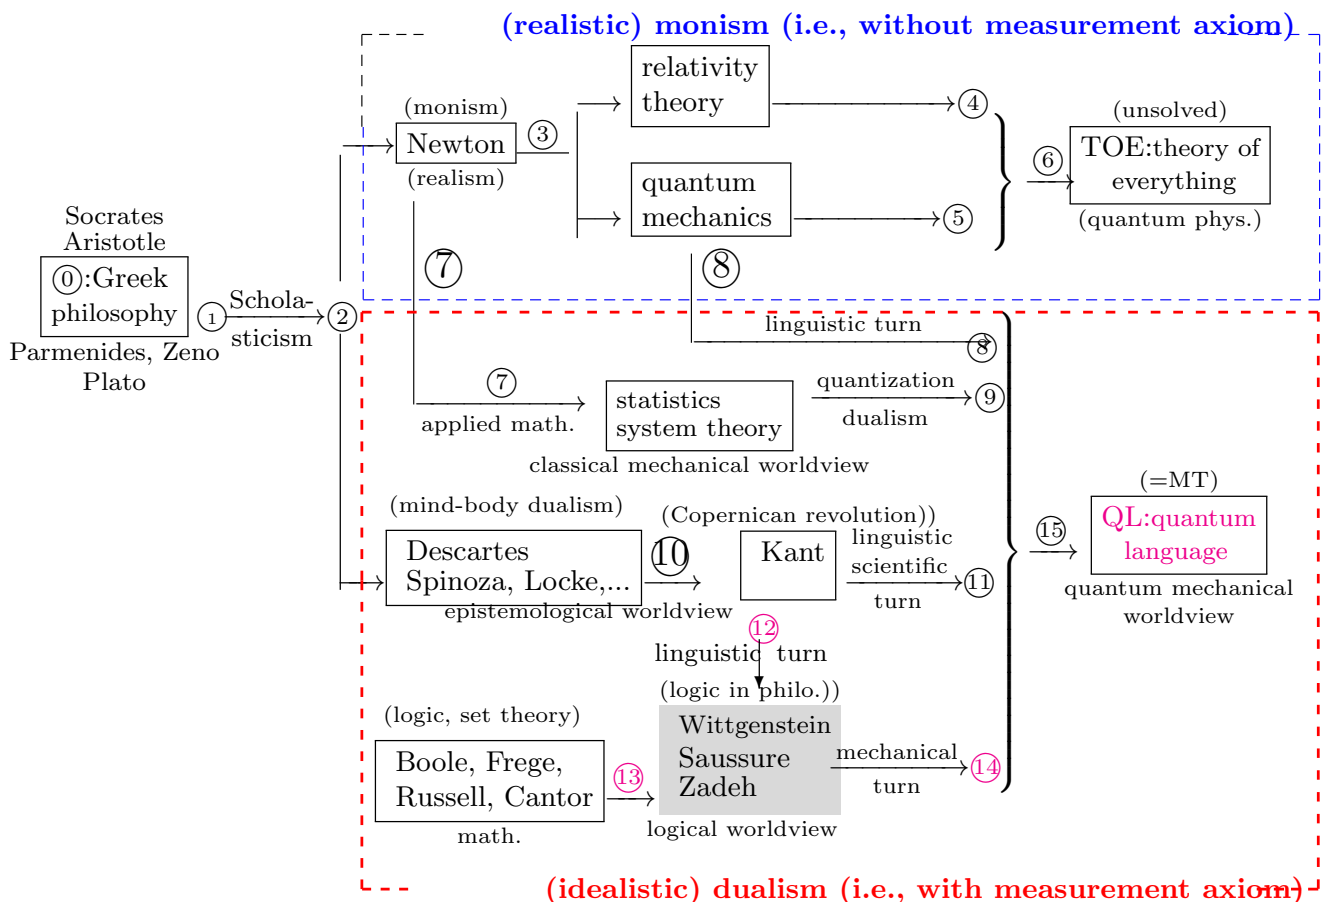 (realistic) monism (i.e., without measurement axiom)
relativity
theory
④
(monism)
Newton
③
(realism)
(unsolved)
TOE:theory of
everything
(quantum phys.)
⑥
quantum
mechanics
⑤
Socrates
Aristotle
⓪:Greek
philosophy
Parmenides, Zeno
Plato
①
Schola-
sticism
②
⑦
⑧
linguistic turn
⑧
⑦
applied math.
statistics
system theory
classical mechanical worldview
quantization
dualism
⑨
(mind-body dualism)
Descartes
Spinoza, Locke,...
epistemological worldview
⑩
(Copernican revolution))
Kant
linguistic
scientific
turn
⑪
⑮
(=MT)
QL:quantum
language
quantum mechanical
worldview
⑫
linguistic turn
(logic in philo.))
Wittgenstein
Saussure
Zadeh
logical worldview
(logic, set theory)
Boole, Frege,
Russell, Cantor
math.
⑬
mechanical
turn
⑭
(idealistic) dualism (i.e., with measurement axiom)